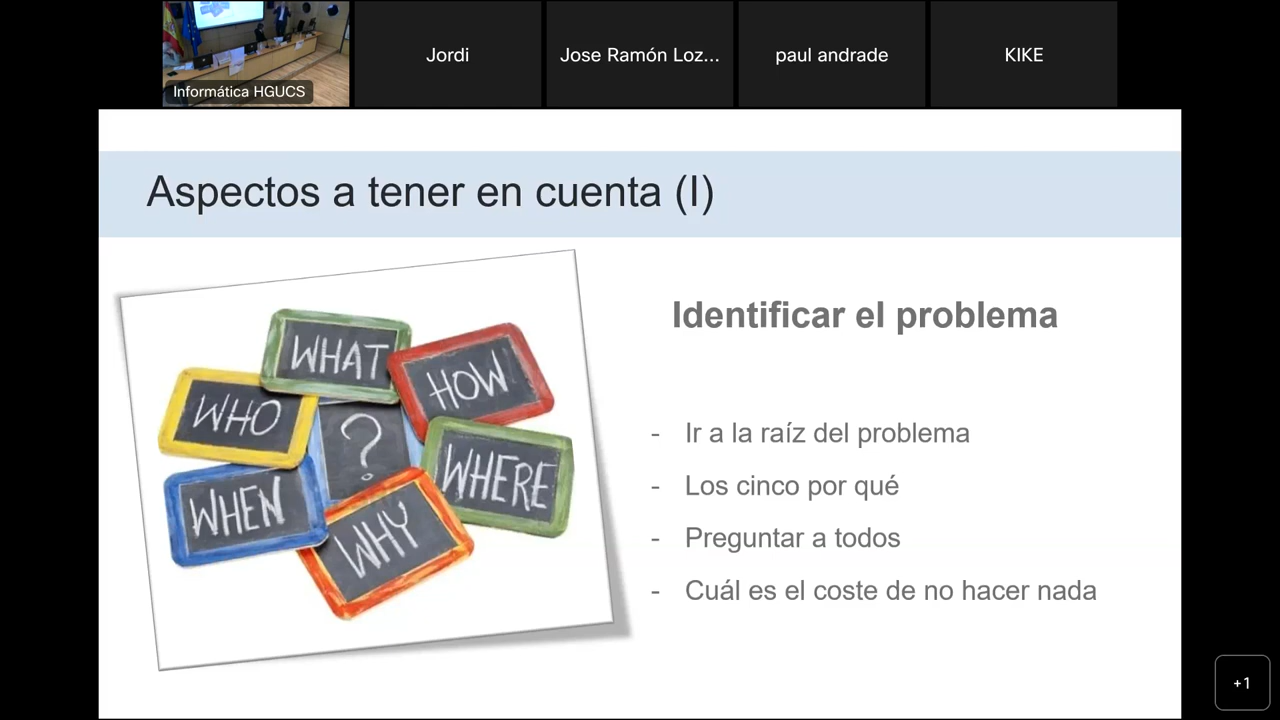 Informática HGUCS
Jordi
Jose Ramón Loz...
paul andrade
KIKE
Aspectos a tener en cuenta (I)
WHAT
HOW
WHO
?
WHERE
WHEN
WHY
Identificar el problema
- Ir a la raíz del problema
- Los cinco por qué
- Preguntar a todos
- Cuál es el coste de no hacer nada
+1